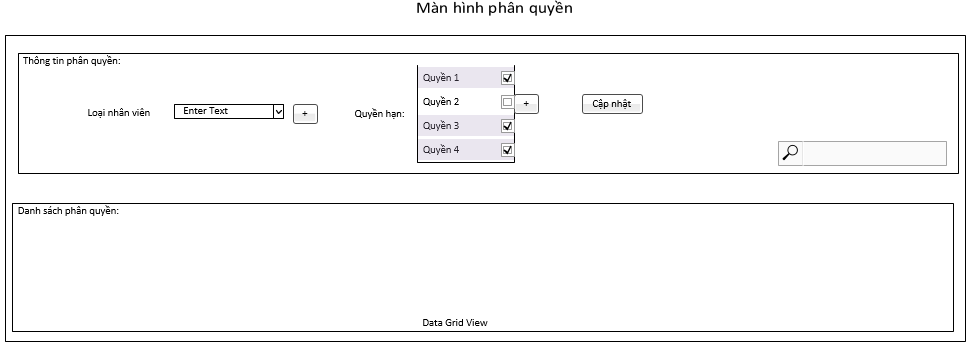 Màn hình phân quyền
Thông tin phân quyền:
Loại nhân viên
Enter Text
+
Quyền hạn:
Quyền 1
Quyền 2
Quyền 3
Quyền 4
+
Cập nhật
Danh sách phân quyền:
Data Grid View